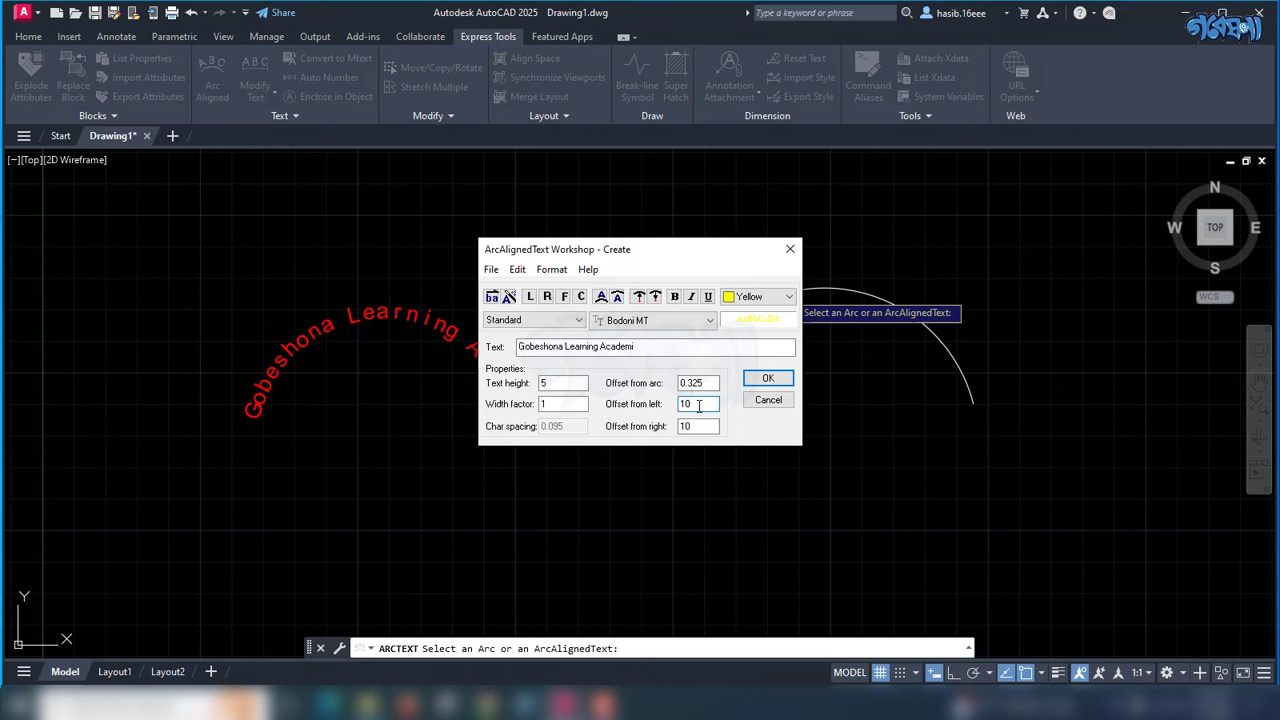 Share
Autodesk AutoCAD 2025 Drawing1.dwg
Type a keyword or phrase
hasib.16eee
গবেষণা
Home Insert Annotate Parametric View Manage Output Add-ins Collaborate Express Tools Featured Apps
Explode Attributes
Replace Block
List Properties
Import Attributes
Export Attributes
Arc Aligned
Modify Text
Convert to Mtext
Auto Number
Enclose in Object
Move/Copy/Rotate
Stretch Multiple
Align Space
Synchronize Viewports
Merge Layout
Break-line Symbol
Super Hatch
Annotation Attachment
Reset Text
Import Style
Export Style
Command Aliases
Attach Xdata
List Xdata
System Variables
URL Options
Blocks Text Modify Layout Draw Dimension Tools Web
Start Drawing1*
[−][Top][2D Wireframe]
N
W TOP E
S
WCS
Gobeshona Learning A
ArcAlignedText Workshop - Create
File Edit Format Help
ba A L R F C A A B I U Yellow
Standard Bodoni MT AaBbCcDd
Select an Arc or an ArcAlignedText:
Text: Gobeshona Learning Academi
Properties:
Text height: 5 Offset from arc: 0.325 OK
Width factor: 1 Offset from left: 10 Cancel
Char spacing: 0.095 Offset from right: 10
Y
X
ARCTEXT Select an Arc or an ArcAlignedText:
Model Layout1 Layout2
MODEL 1:1